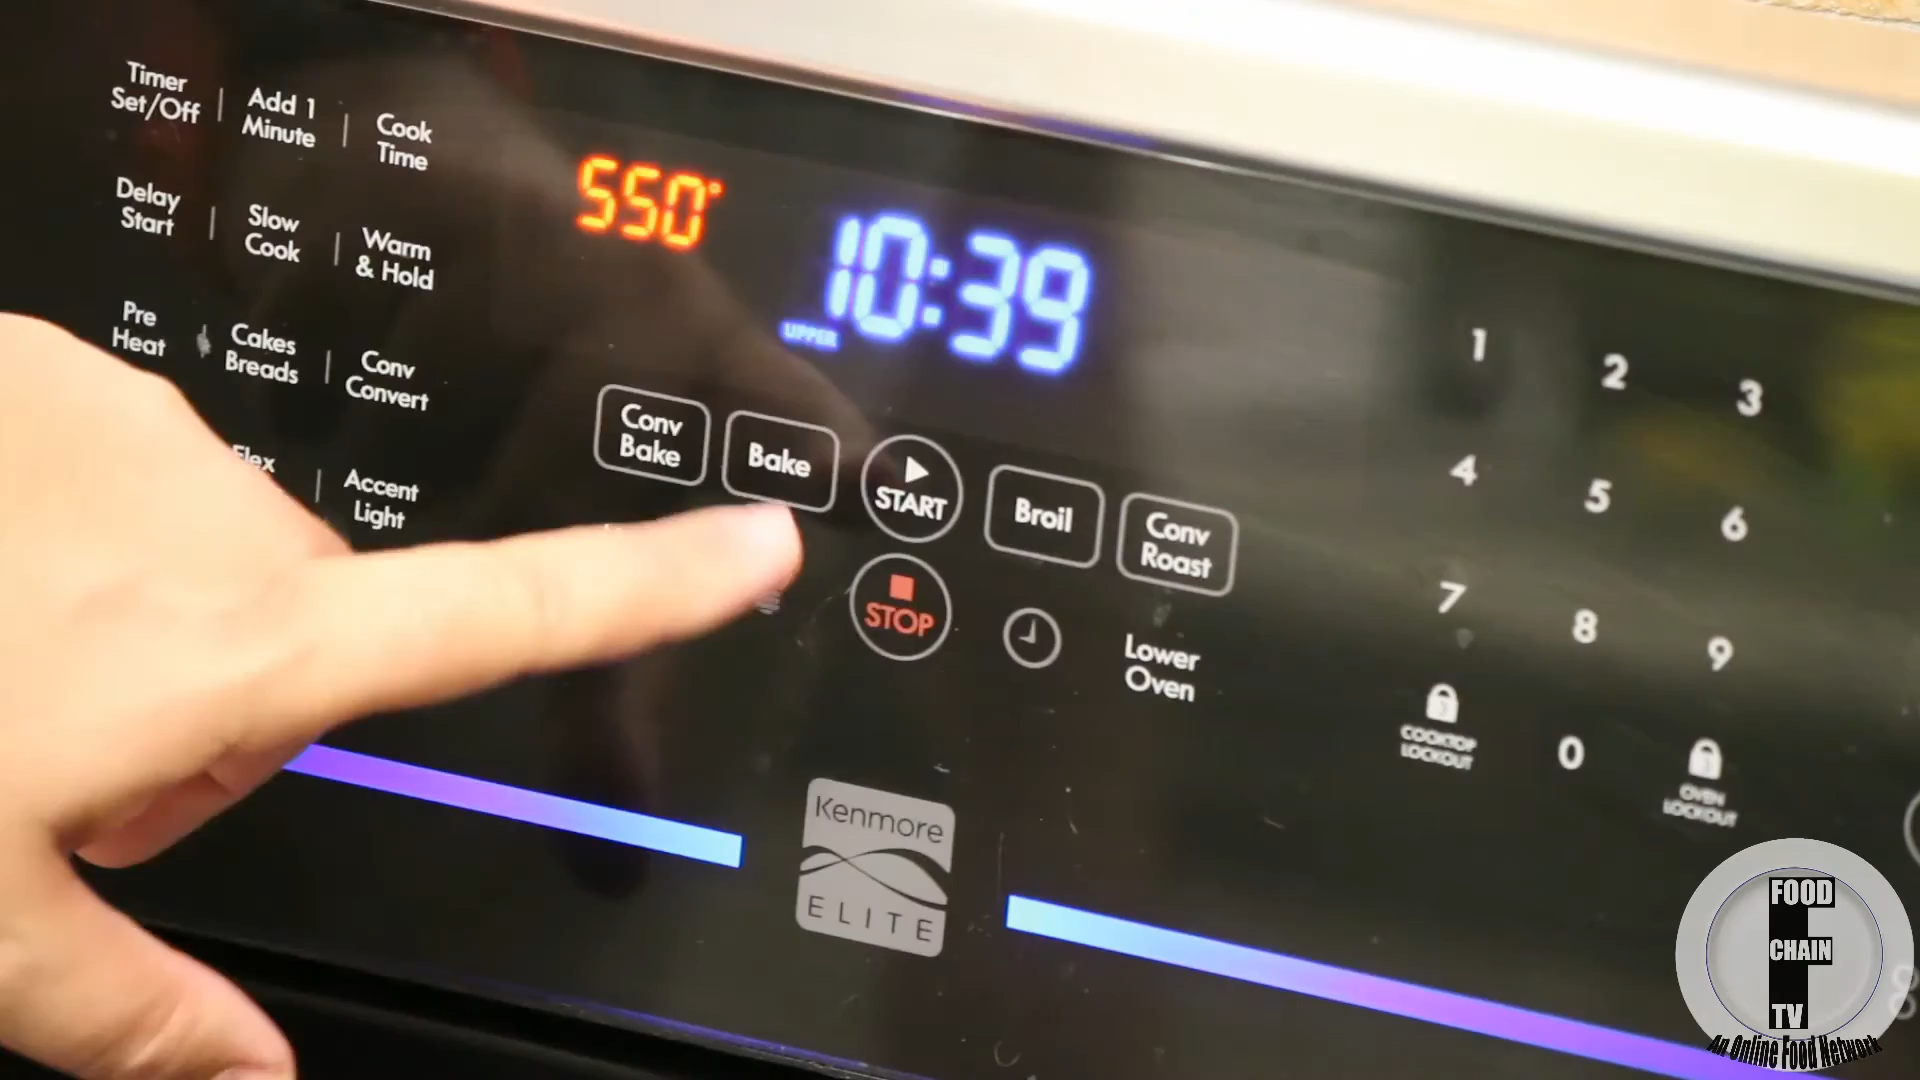 Timer
Set/Off
Add 1
Minute
Cook
Time
Delay
Start
Slow
Cook
Warm
& Hold
Pre
Heat
Cakes
Breads
Conv
Convert
Flex
Accent
Light
550°
10:39
UPPER
Conv
Bake
Bake
START
Broil
Conv
Roast
STOP
Lower
Oven
1 2 3
4 5 6
7 8 9
0
COOKTOP
LOCKOUT
OVEN
LOCKOUT
Kenmore
ELITE
FOOD
CHAIN
TV
An Online Food Network